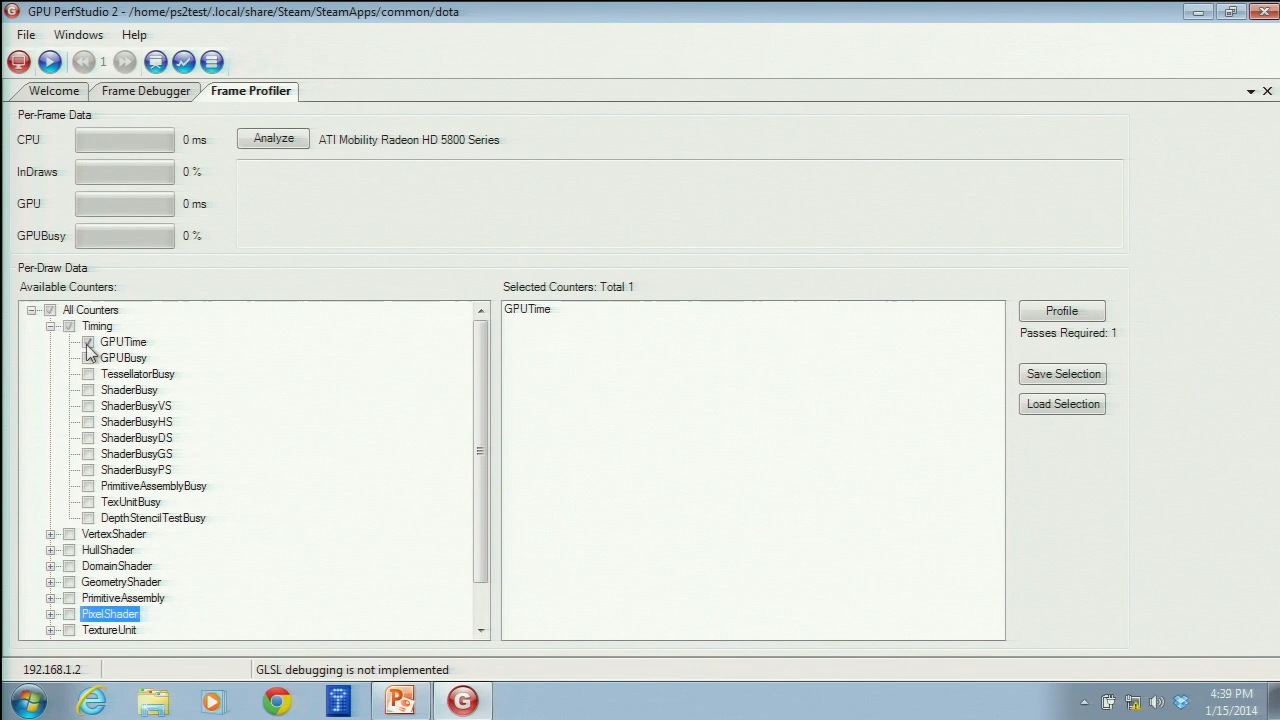 GPU PerfStudio 2 - /home/ps2test/.local/share/Steam/SteamApps/common/dota
File Windows Help
1
Welcome Frame Debugger Frame Profiler
Per-Frame Data
CPU 0 ms Analyze ATI Mobility Radeon HD 5800 Series
InDraws 0 %
GPU 0 ms
GPUBusy 0 %
Per-Draw Data
Available Counters: Selected Counters: Total 1
All Counters GPUTime Profile
Timing Passes Required: 1
GPUTime
GPUBusy
TessellatorBusy Save Selection
ShaderBusy
ShaderBusyVS Load Selection
ShaderBusyHS
ShaderBusyDS
ShaderBusyGS
ShaderBusyPS
PrimitiveAssemblyBusy
TexUnitBusy
DepthStencilTestBusy
VertexShader
HullShader
DomainShader
GeometryShader
PrimitiveAssembly
PixelShader
TextureUnit
192.168.1.2 GLSL debugging is not implemented
4:39 PM
1/15/2014